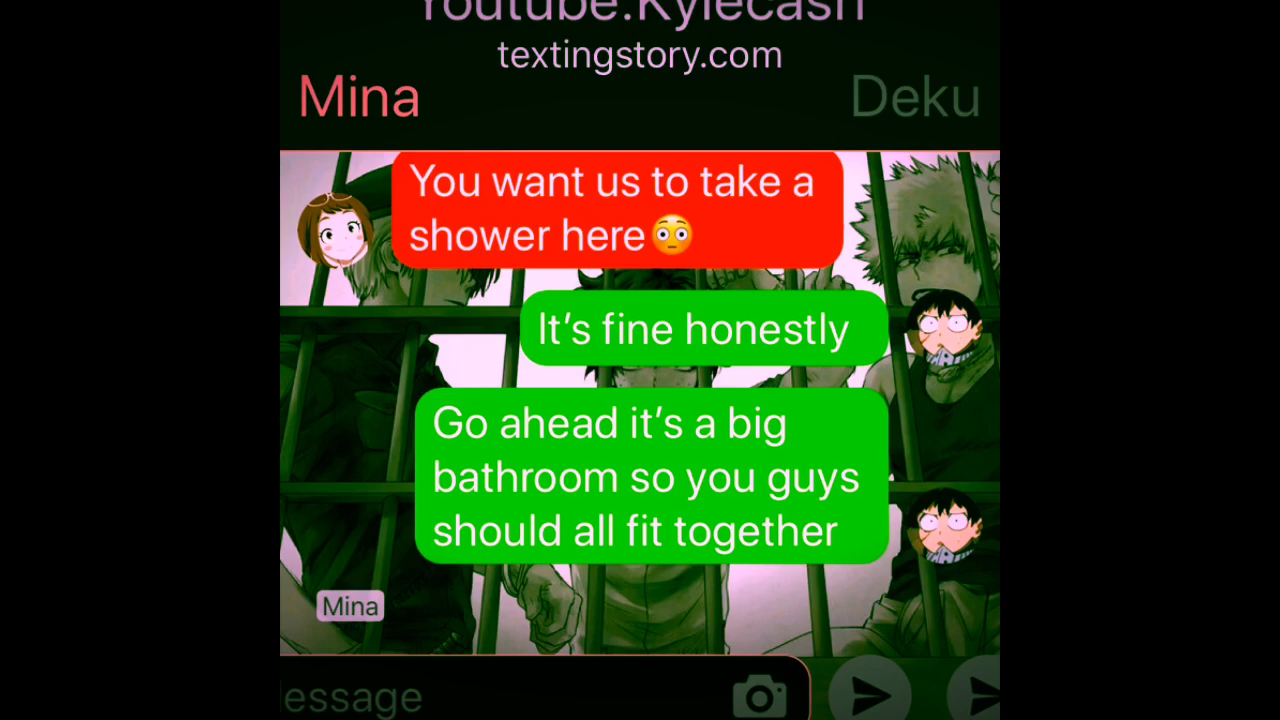 Youtube:Kylecash
textingstory.com
Mina
Deku
You want us to take a
shower here😳
It's fine honestly
Go ahead it's a big
bathroom so you guys
should all fit together
Mina
essage